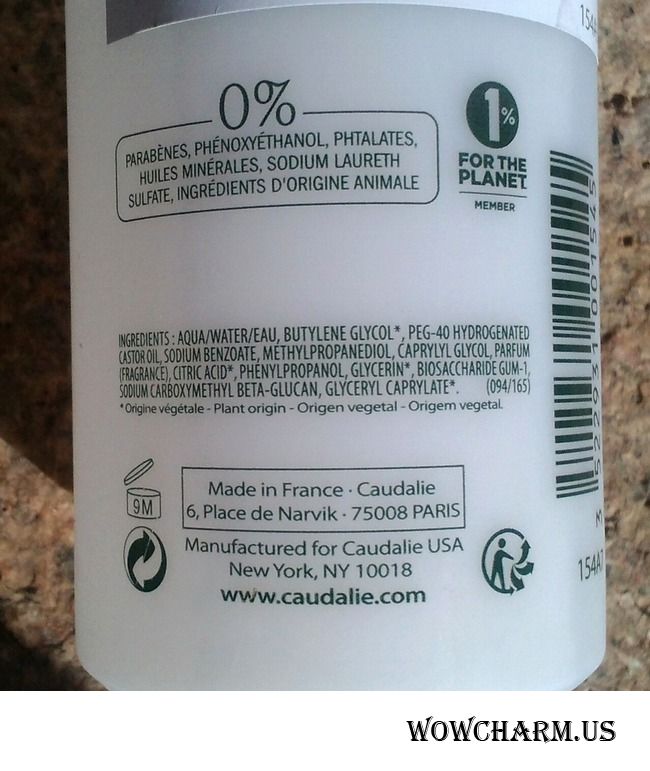 0%
PARABÈNES, PHÉNOXYÉTHANOL, PHTALATES,
HUILES MINÉRALES, SODIUM LAURETH
SULFATE, INGRÉDIENTS D'ORIGINE ANIMALE
1%
FOR THE
PLANET
MEMBER
INGREDIENTS : AQUA/WATER/EAU, BUTYLENE GLYCOL*, PEG-40 HYDROGENATED
CASTOR OIL, SODIUM BENZOATE, METHYLPROPANEDIOL, CAPRYLYL GLYCOL, PARFUM
(FRAGRANCE), CITRIC ACID*, PHENYLPROPANOL, GLYCERIN*, BIOSACCHARIDE GUM-1,
SODIUM CARBOXYMETHYL BETA-GLUCAN, GLYCERYL CAPRYLATE*. (094/165)
*Origine végétale - Plant origin - Origen vegetal - Origem vegetal.
9M
Made in France · Caudalie
6, Place de Narvik · 75008 PARIS
Manufactured for Caudalie USA
New York, NY 10018
www.caudalie.com
WOWCHARM.US